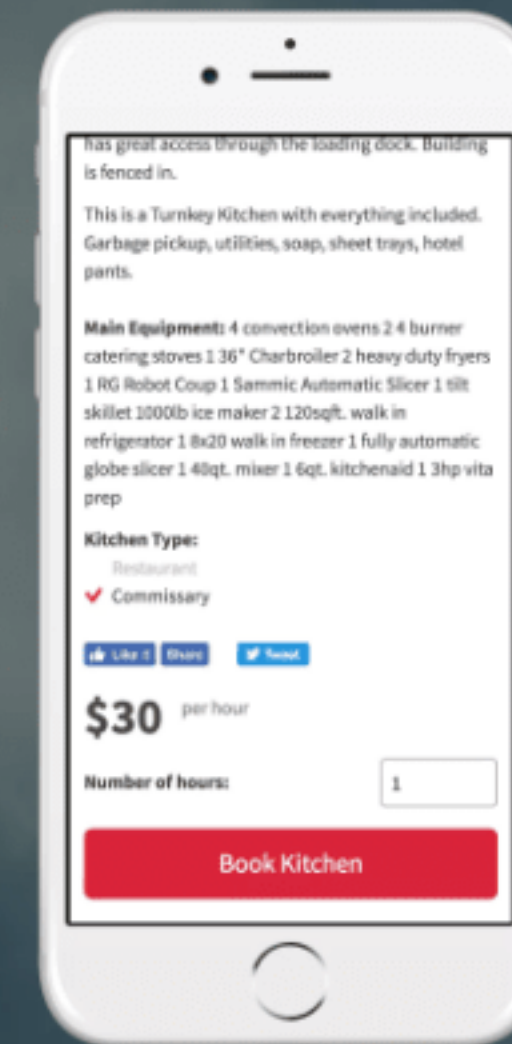 has great access through the loading dock. Building
is fenced in.
This is a Turnkey Kitchen with everything included.
Garbage pickup, utilities, soap, sheet trays, hotel
pants.
Main Equipment: 4 convection ovens 2 4 burner
catering stoves 1 36" Charbroiler 2 heavy duty fryers
1 RG Robot Coup 1 Sammic Automatic Slicer 1 tilt
skillet 1000lb ice maker 2 120sqft. walk in
refrigerator 1 8x20 walk in freezer 1 fully automatic
globe slicer 1 40qt. mixer 1 6qt. kitchenaid 1 3hp vita
prep
Kitchen Type:
Restaurant
Commissary
Like Share Tweet
$30 per hour
Number of hours: 1
Book Kitchen